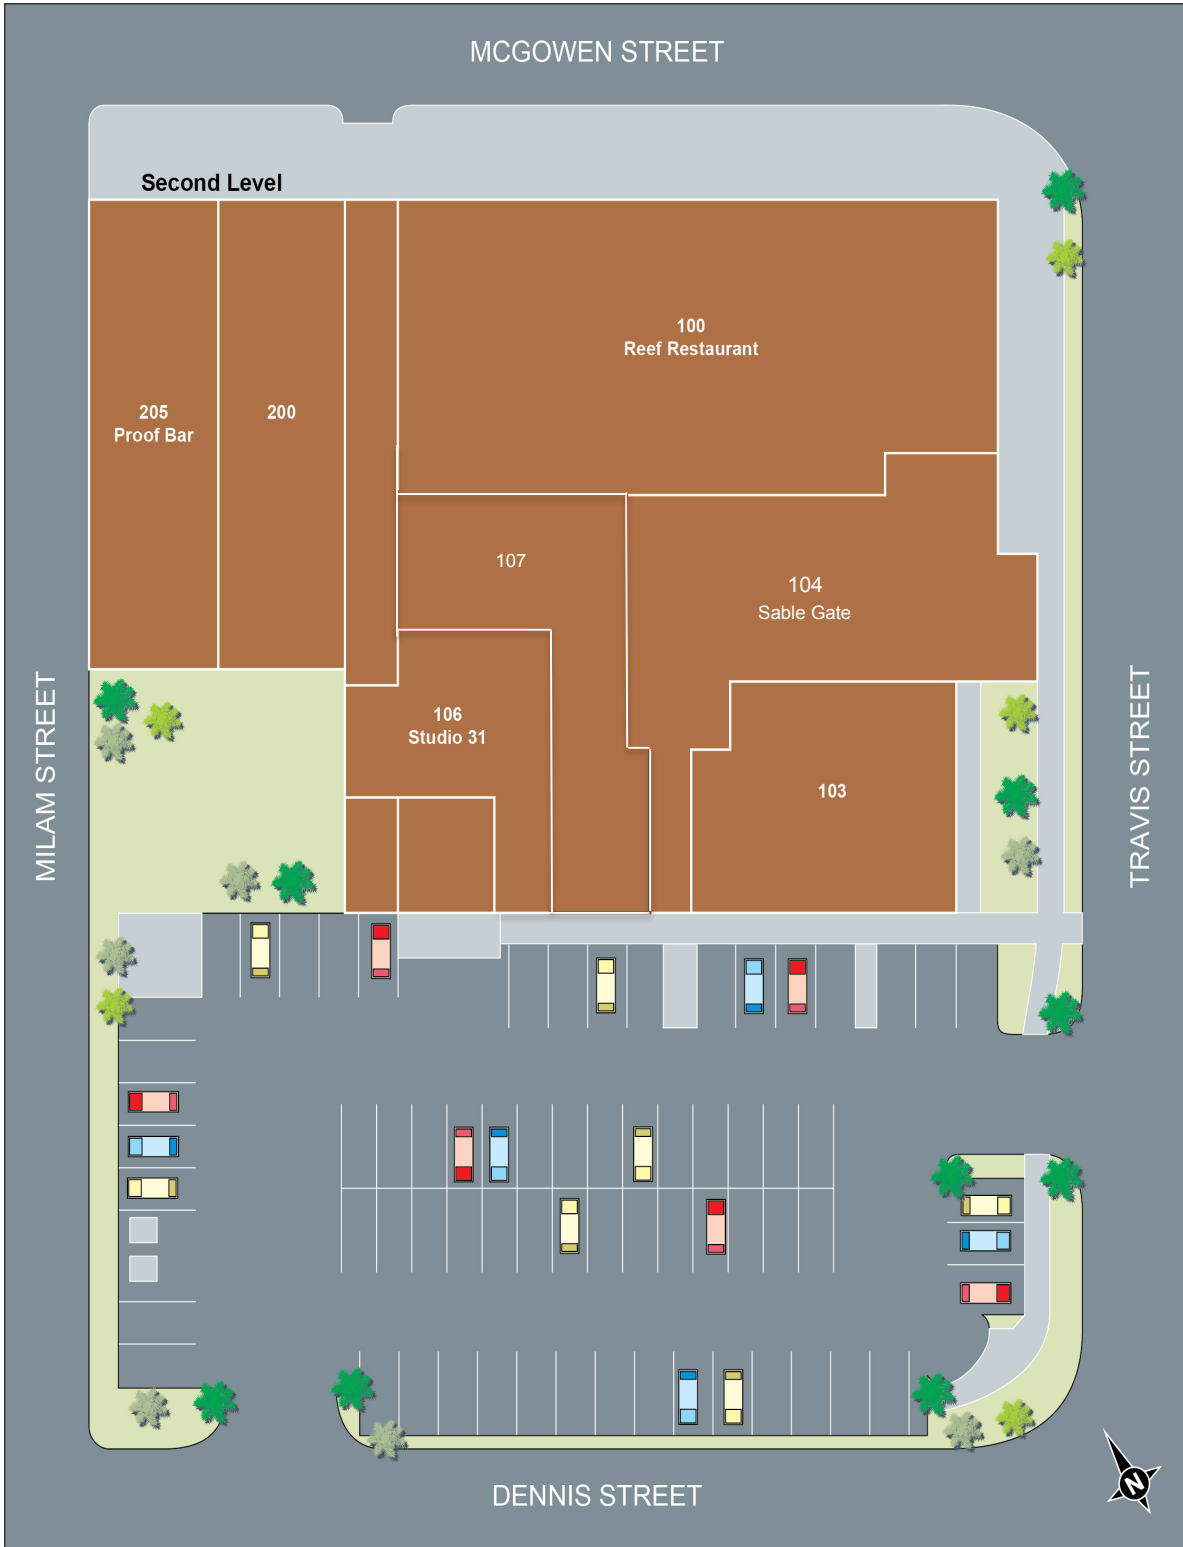 MCGOWEN STREET
Second Level
100
Reef Restaurant
205
Proof Bar
200
107
104
Sable Gate
106
Studio 31
103
MILAM STREET
TRAVIS STREET
DENNIS STREET
N